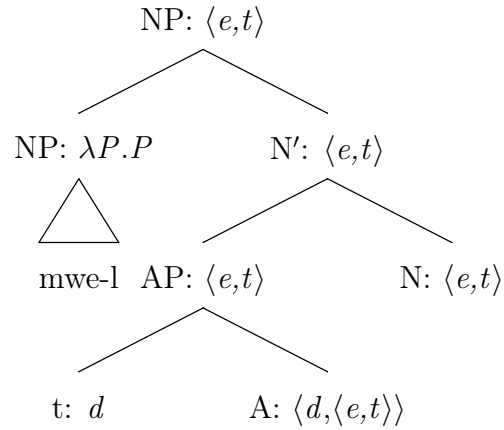 NP: ⟨e,t⟩
NP: λP.P N′: ⟨e,t⟩
mwe-l AP: ⟨e,t⟩ N: ⟨e,t⟩
t: d A: ⟨d,⟨e,t⟩⟩